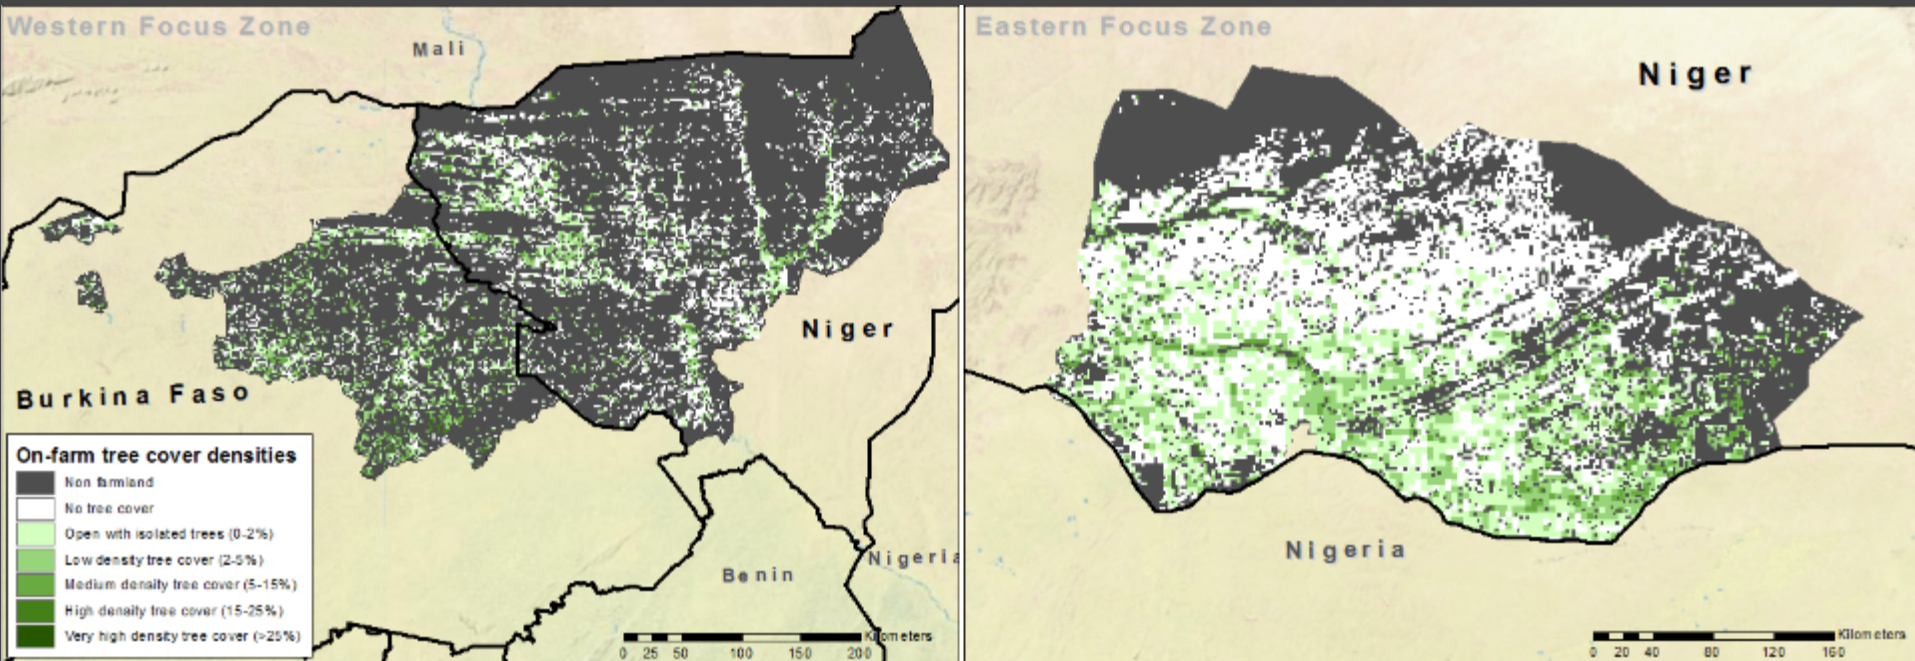 Western Focus Zone
Mali
Niger
Burkina Faso
On-farm tree cover densities
Non farmland
No tree cover
Open with isolated trees (0-2%)
Low density tree cover (2-5%)
Medium density tree cover (5-15%)
High density tree cover (15-25%)
Very high density tree cover (>25%)
Benin
Nigeria
Kilometers
0 25 50 100 150 200
Eastern Focus Zone
Niger
Nigeria
Kilometers
0 20 40 80 120 160